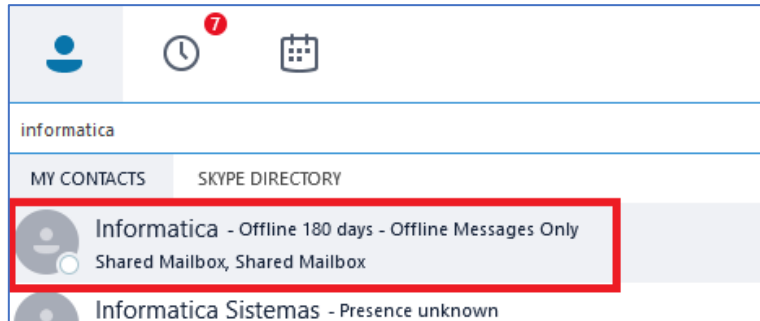 7
informatica
MY CONTACTS SKYPE DIRECTORY
Informatica - Offline 180 days - Offline Messages Only
Shared Mailbox, Shared Mailbox
Informatica Sistemas - Presence unknown